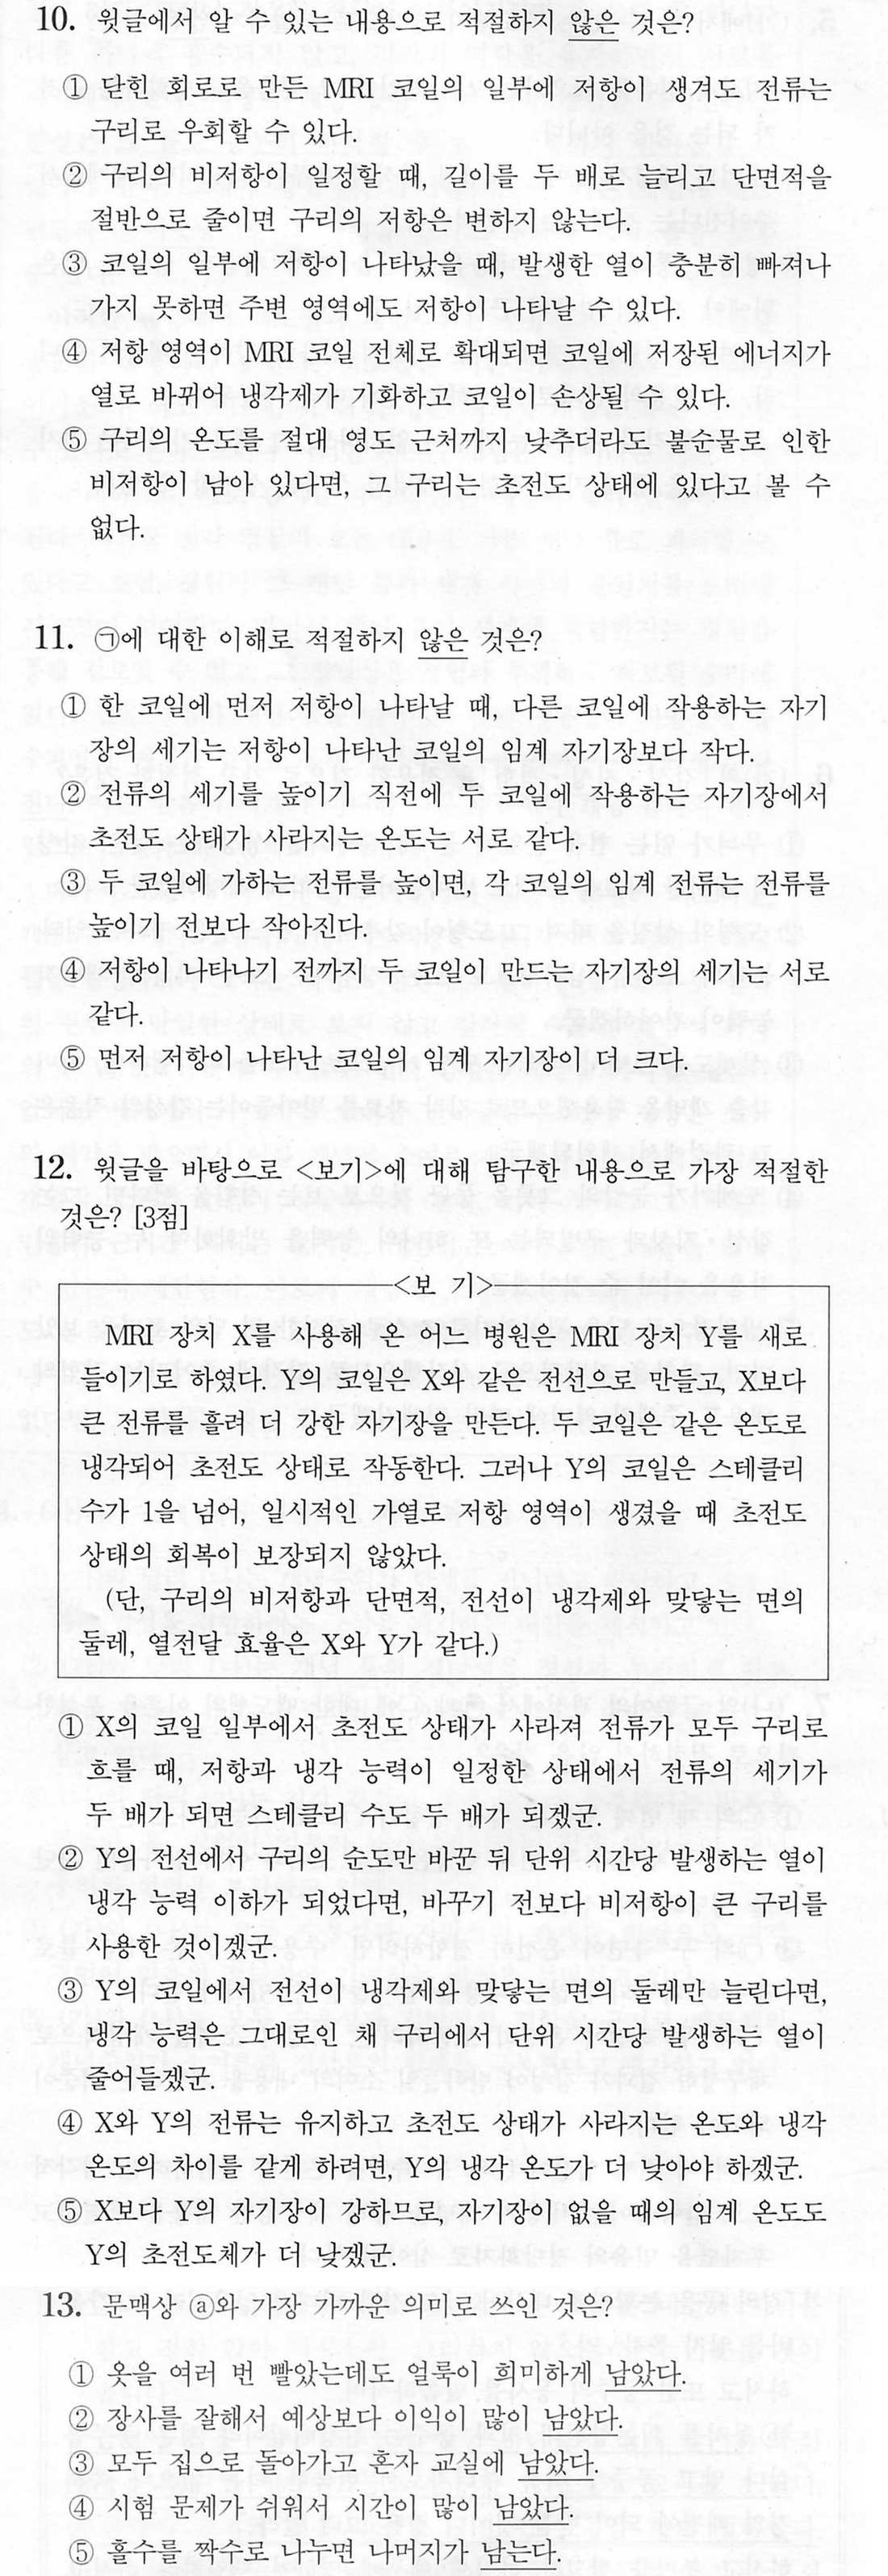 10. 윗글에서 알 수 있는 내용으로 적절하지 않은 것은?
① 닫힌 회로로 만든 MRI 코일의 일부에 저항이 생겨도 전류는
구리로 우회할 수 있다.
② 구리의 비저항이 일정할 때, 길이를 두 배로 늘리고 단면적을
절반으로 줄이면 구리의 저항은 변하지 않는다.
③ 코일의 일부에 저항이 나타났을 때, 발생한 열이 충분히 빠져나
가지 못하면 주변 영역에도 저항이 나타날 수 있다.
④ 저항 영역이 MRI 코일 전체로 확대되면 코일에 저장된 에너지가
열로 바뀌어 냉각제가 기화하고 코일이 손상될 수 있다.
⑤ 구리의 온도를 절대 영도 근처까지 낮추더라도 불순물로 인한
비저항이 남아 있다면, 그 구리는 초전도 상태에 있다고 볼 수
없다.
11. ㉠에 대한 이해로 적절하지 않은 것은?
① 한 코일에 먼저 저항이 나타날 때, 다른 코일에 작용하는 자기
장의 세기는 저항이 나타난 코일의 임계 자기장보다 작다.
② 전류의 세기를 높이기 직전에 두 코일에 작용하는 자기장에서
초전도 상태가 사라지는 온도는 서로 같다.
③ 두 코일에 가하는 전류를 높이면, 각 코일의 임계 전류는 전류를
높이기 전보다 작아진다.
④ 저항이 나타나기 전까지 두 코일이 만드는 자기장의 세기는 서로
같다.
⑤ 먼저 저항이 나타난 코일의 임계 자기장이 더 크다.
12. 윗글을 바탕으로 <보기>에 대해 탐구한 내용으로 가장 적절한
것은? [3점]
<보 기>
MRI 장치 X를 사용해 온 어느 병원은 MRI 장치 Y를 새로
들이기로 하였다. Y의 코일은 X와 같은 전선으로 만들고, X보다
큰 전류를 흘려 더 강한 자기장을 만든다. 두 코일은 같은 온도로
냉각되어 초전도 상태로 작동한다. 그러나 Y의 코일은 스테클리
수가 1을 넘어, 일시적인 가열로 저항 영역이 생겼을 때 초전도
상태의 회복이 보장되지 않았다.
(단, 구리의 비저항과 단면적, 전선이 냉각제와 맞닿는 면의
둘레, 열전달 효율은 X와 Y가 같다.)
① X의 코일 일부에서 초전도 상태가 사라져 전류가 모두 구리로
흐를 때, 저항과 냉각 능력이 일정한 상태에서 전류의 세기가
두 배가 되면 스테클리 수도 두 배가 되겠군.
② Y의 전선에서 구리의 순도만 바꾼 뒤 단위 시간당 발생하는 열이
냉각 능력 이하가 되었다면, 바꾸기 전보다 비저항이 큰 구리를
사용한 것이겠군.
③ Y의 코일에서 전선이 냉각제와 맞닿는 면의 둘레만 늘린다면,
냉각 능력은 그대로인 채 구리에서 단위 시간당 발생하는 열이
줄어들겠군.
④ X와 Y의 전류는 유지하고 초전도 상태가 사라지는 온도와 냉각
온도의 차이를 같게 하려면, Y의 냉각 온도가 더 낮아야 하겠군.
⑤ X보다 Y의 자기장이 강하므로, 자기장이 없을 때의 임계 온도도
Y의 초전도체가 더 낮겠군.
13. 문맥상 ⓐ와 가장 가까운 의미로 쓰인 것은?
① 옷을 여러 번 빨았는데도 얼룩이 희미하게 남았다.
② 장사를 잘해서 예상보다 이익이 많이 남았다.
③ 모두 집으로 돌아가고 혼자 교실에 남았다.
④ 시험 문제가 쉬워서 시간이 많이 남았다.
⑤ 홀수를 짝수로 나누면 나머지가 남는다.